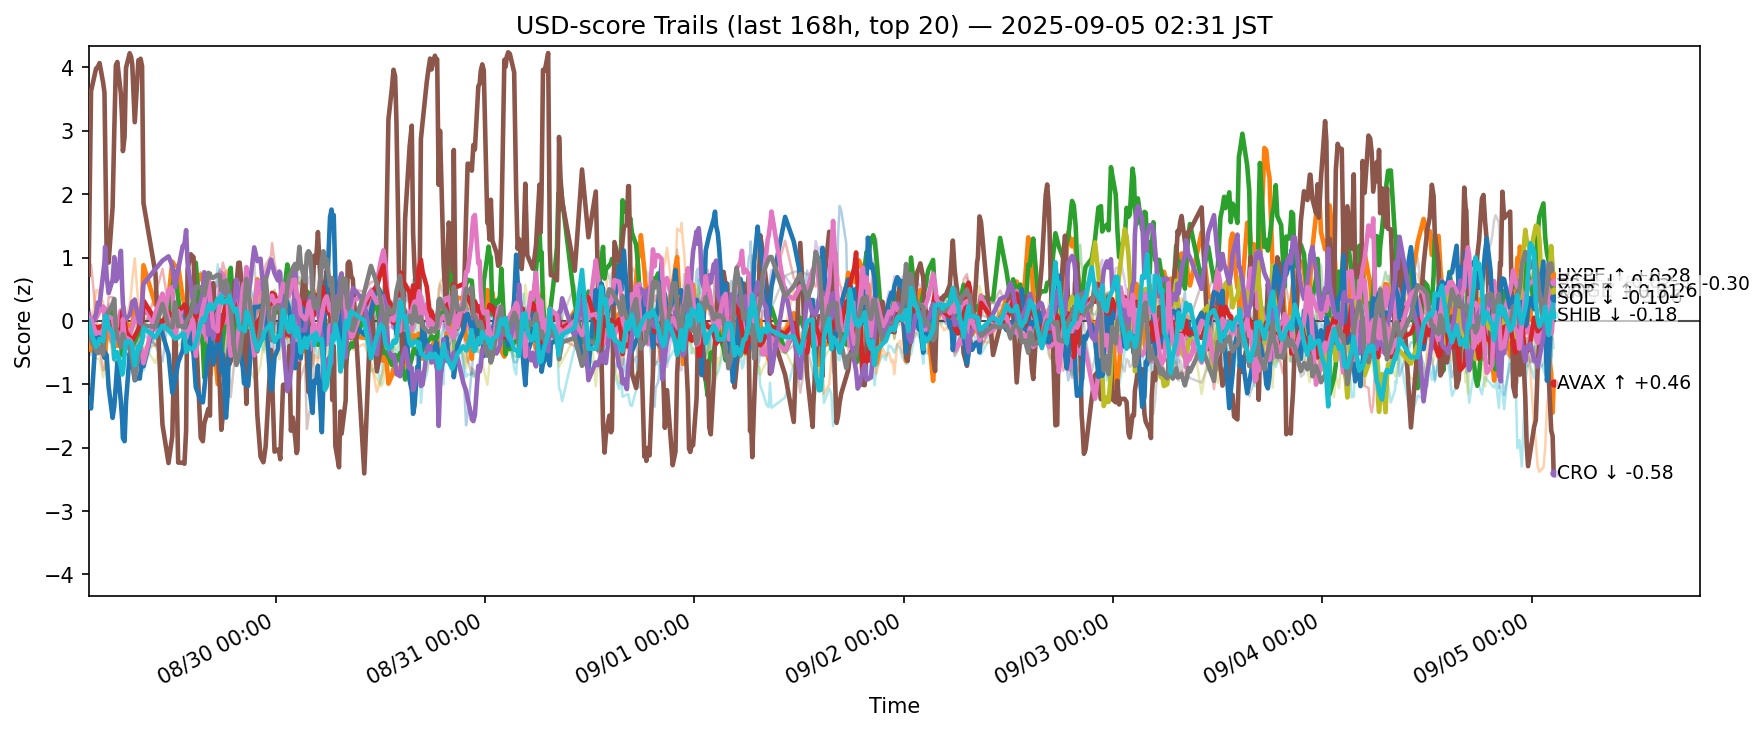 USD-score Trails (last 168h, top 20) — 2025-09-05 02:31 JST
Score (z)
4
3
2
1
0
−1
−2
−3
−4
HYPE ↑ +0.28
-0.30
SOL ↓ -0.10
SHIB ↓ -0.18
AVAX ↑ +0.46
CRO ↓ -0.58
08/30 00:00
08/31 00:00
09/01 00:00
09/02 00:00
09/03 00:00
09/04 00:00
09/05 00:00
Time